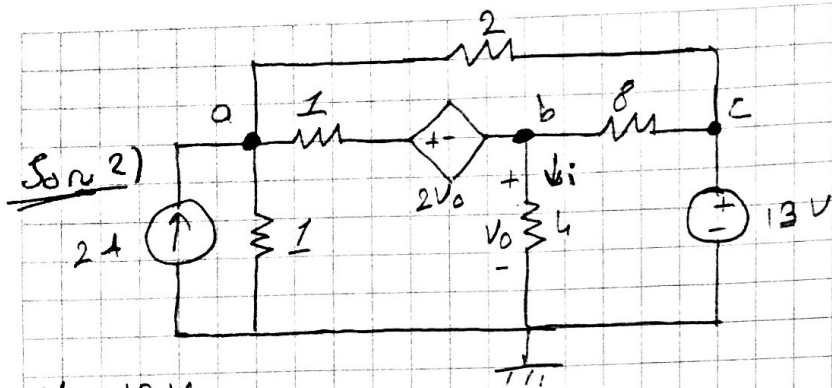 2
a 1 b 8 c
+ -
2V₀
Soru 2)
+ ↓i
2A 1 V₀ 4 + 13V
- -